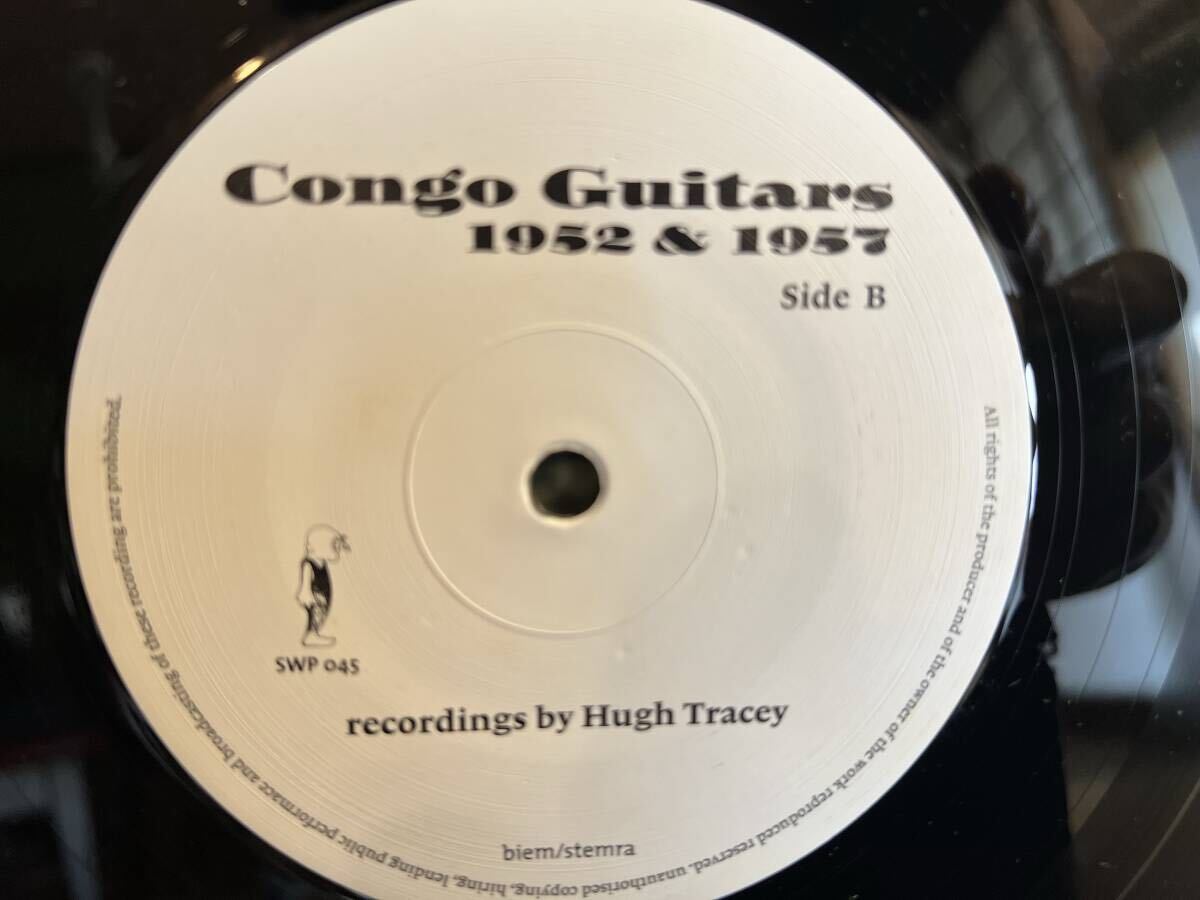 Congo Guitars
1952 & 1957
Side B
SWP 045
recordings by Hugh Tracey
biem/stemra
All rights of the producer and of the owner of the work reproduced reserved. unauthorised copying, hiring, lending public performace and broadcasting of these recording are prohibited.